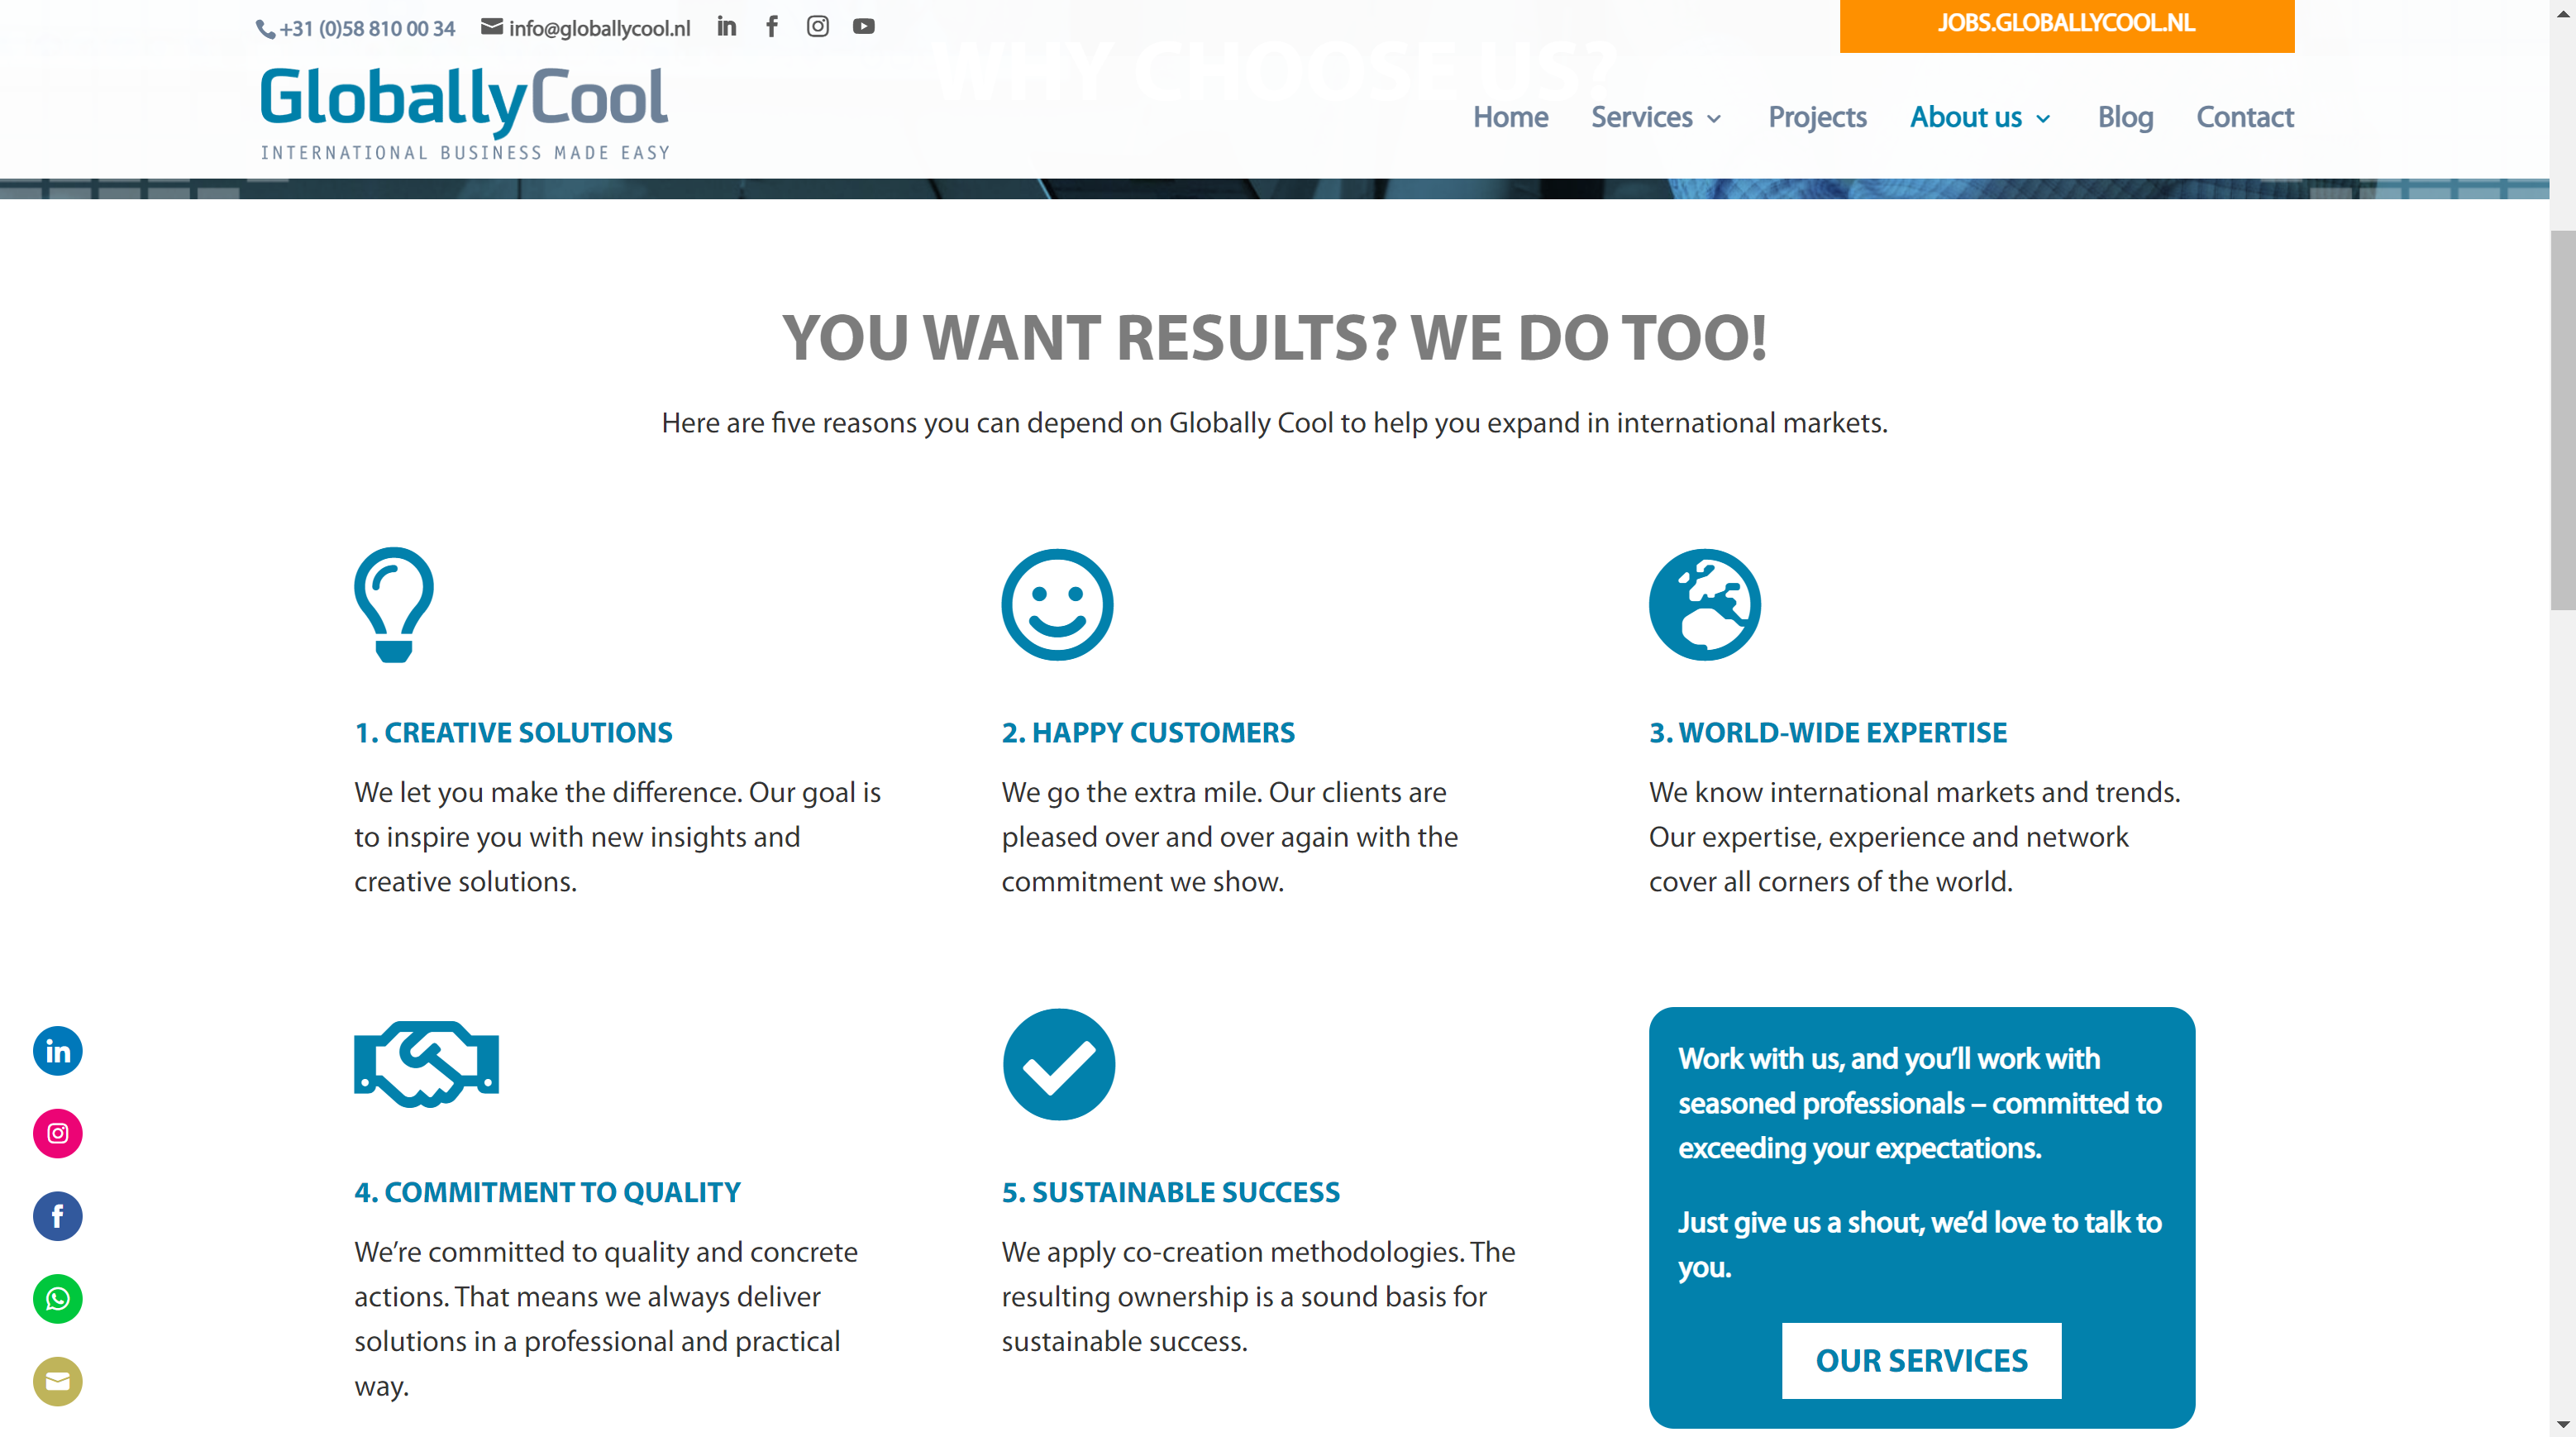 +31 (0)58 810 00 34 info@globallycool.nl
JOBS.GLOBALLYCOOL.NL
WHY CHOOSE US?
GloballyCool
INTERNATIONAL BUSINESS MADE EASY
Home Services Projects About us Blog Contact
YOU WANT RESULTS? WE DO TOO!
Here are five reasons you can depend on Globally Cool to help you expand in international markets.
1. CREATIVE SOLUTIONS
We let you make the difference. Our goal is
to inspire you with new insights and
creative solutions.
2. HAPPY CUSTOMERS
We go the extra mile. Our clients are
pleased over and over again with the
commitment we show.
3. WORLD-WIDE EXPERTISE
We know international markets and trends.
Our expertise, experience and network
cover all corners of the world.
4. COMMITMENT TO QUALITY
We’re committed to quality and concrete
actions. That means we always deliver
solutions in a professional and practical
way.
5. SUSTAINABLE SUCCESS
We apply co-creation methodologies. The
resulting ownership is a sound basis for
sustainable success.
Work with us, and you’ll work with
seasoned professionals – committed to
exceeding your expectations.
Just give us a shout, we’d love to talk to
you.
OUR SERVICES